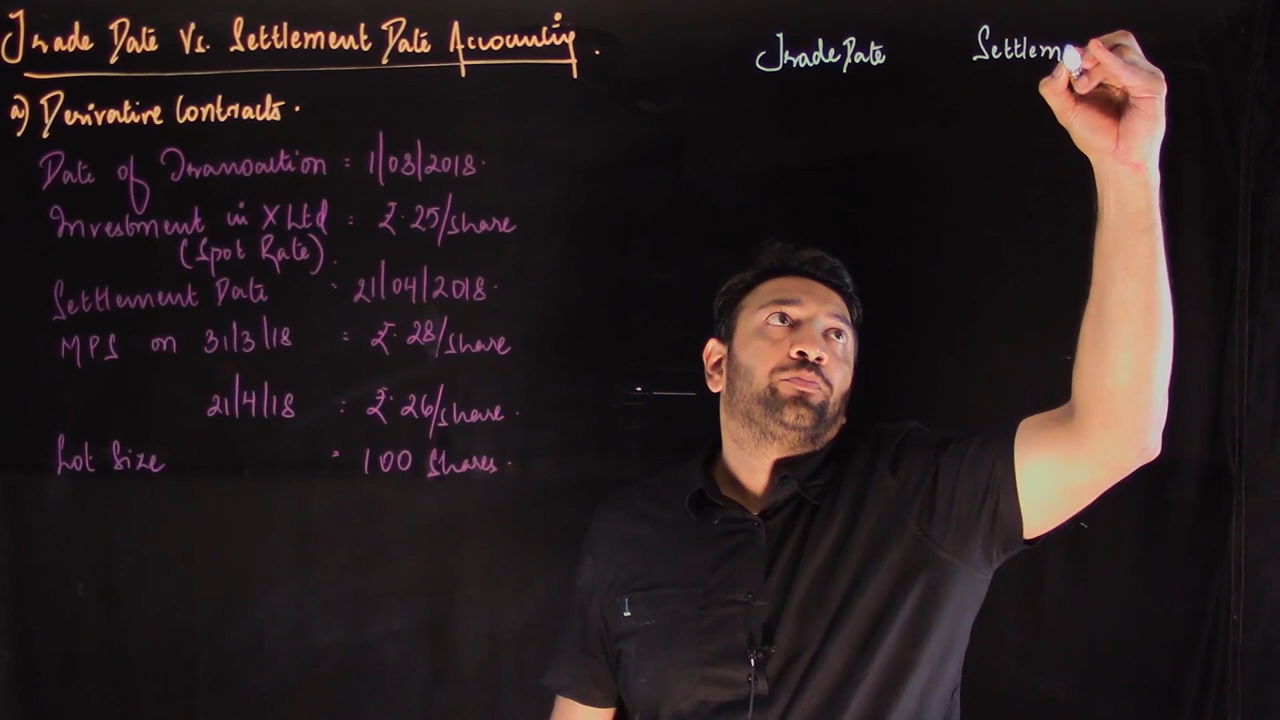 Trade Date Vs. Settlement Date Accounting.
a) Derivative Contracts.
Date of Transaction = 1/03/2018.
Investment in X Ltd = ₹.25/share
(Spot Rate).
Settlement Date = 21/04/2018.
MPS on 31/3/18 = ₹.28/share
21/4/18 = ₹.26/share.
Lot Size = 100 shares.
Trade Date Settlem